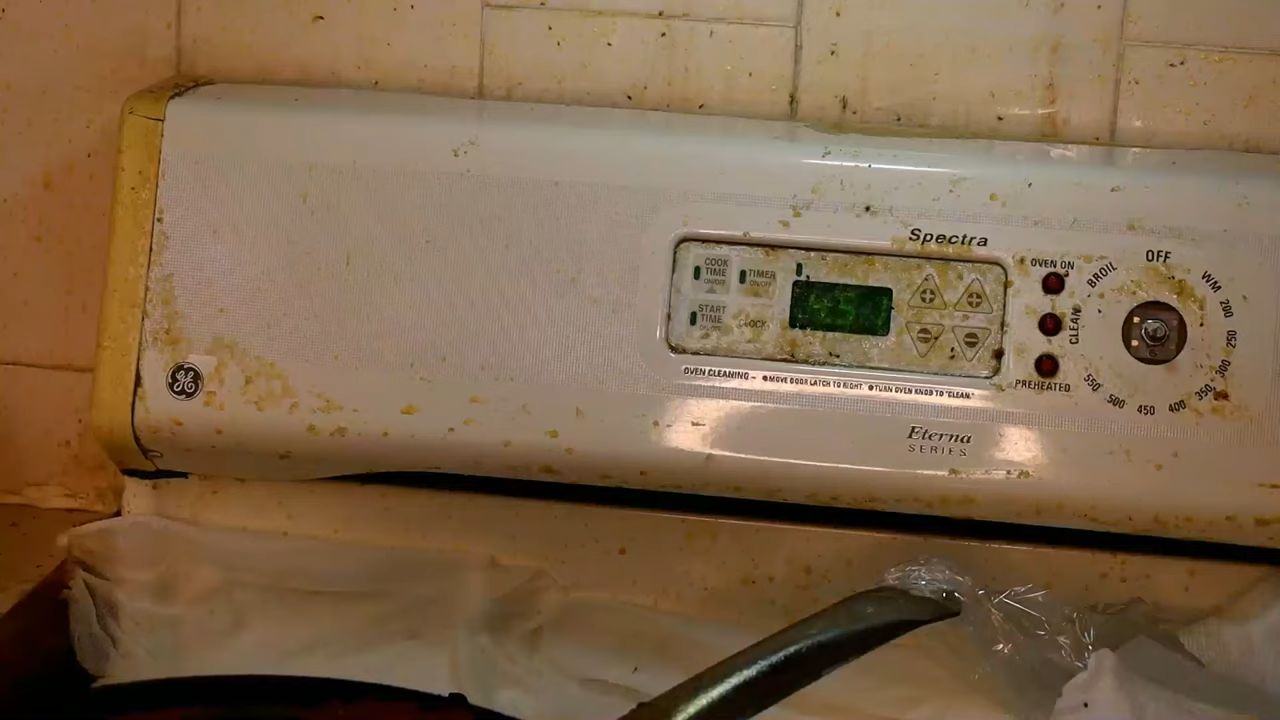 Spectra
COOK
TIME
ON/OFF
TIMER
ON/OFF
START
TIME
ON/OFF
CLOCK
OVEN ON
CLEAN
PREHEATED
OFF
WM
200
250
300
350
400
450
500
550
BROIL
OVEN CLEANING – ●MOVE DOOR LATCH TO RIGHT. ●TURN OVEN KNOB TO "CLEAN."
GE
Eterna
SERIES